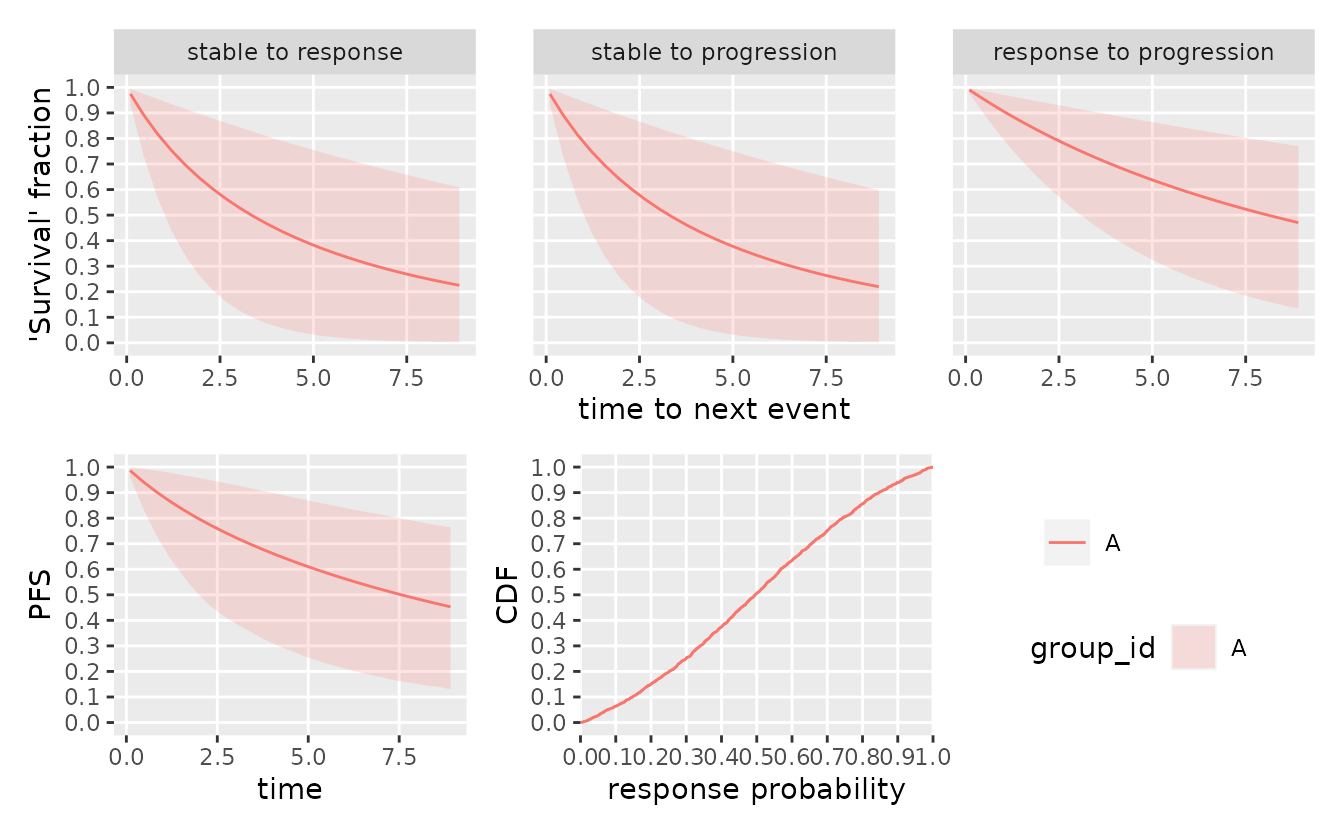 stable to response
stable to progression
response to progression
'Survival' fraction
1.0
0.9
0.8
0.7
0.6
0.5
0.4
0.3
0.2
0.1
0.0
0.0 2.5 5.0 7.5
0.0 2.5 5.0 7.5
0.0 2.5 5.0 7.5
time to next event
PFS
1.0
0.9
0.8
0.7
0.6
0.5
0.4
0.3
0.2
0.1
0.0
0.0 2.5 5.0 7.5
time
CDF
1.0
0.9
0.8
0.7
0.6
0.5
0.4
0.3
0.2
0.1
0.0
0.00.10.20.30.40.50.60.70.80.91.0
response probability
A
group_id A